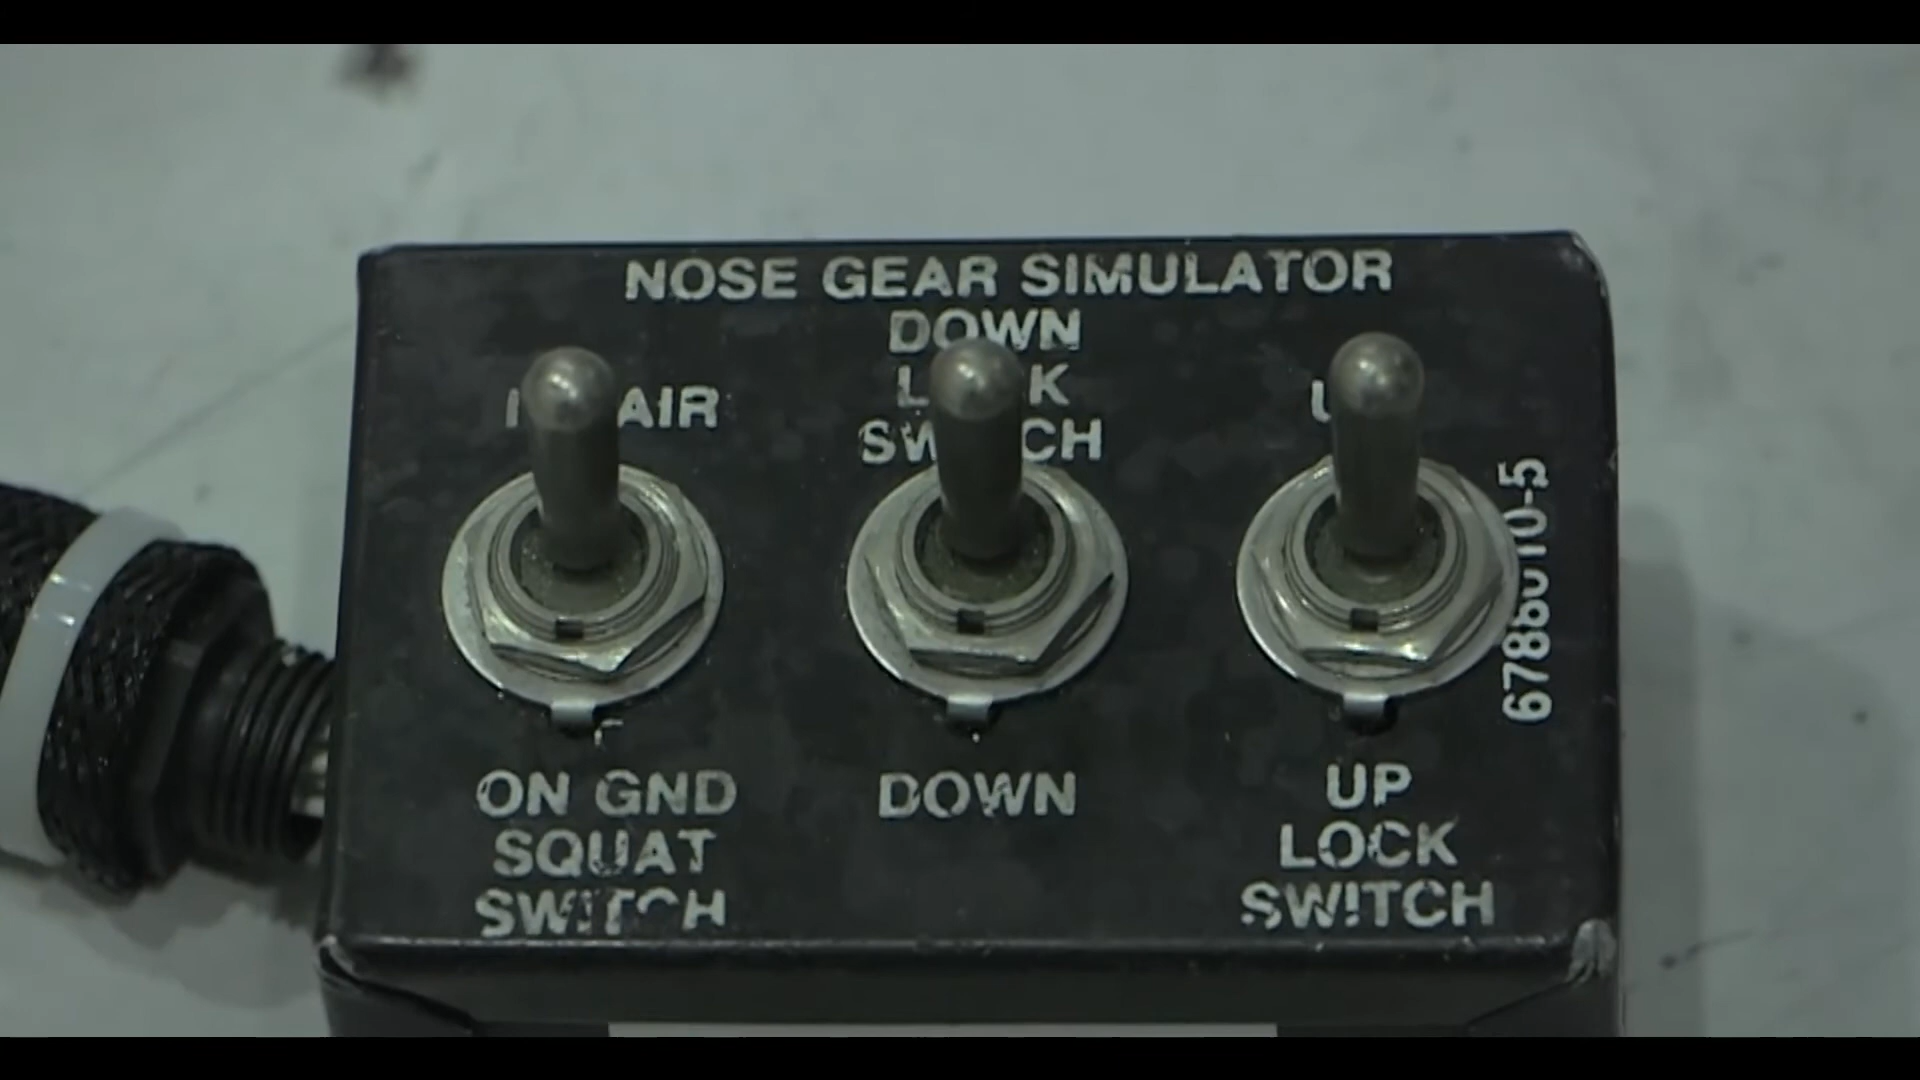 NOSE GEAR SIMULATOR
DOWN
AIR
ON GND
SQUAT
SWITCH
DOWN
UP
LOCK
SWITCH